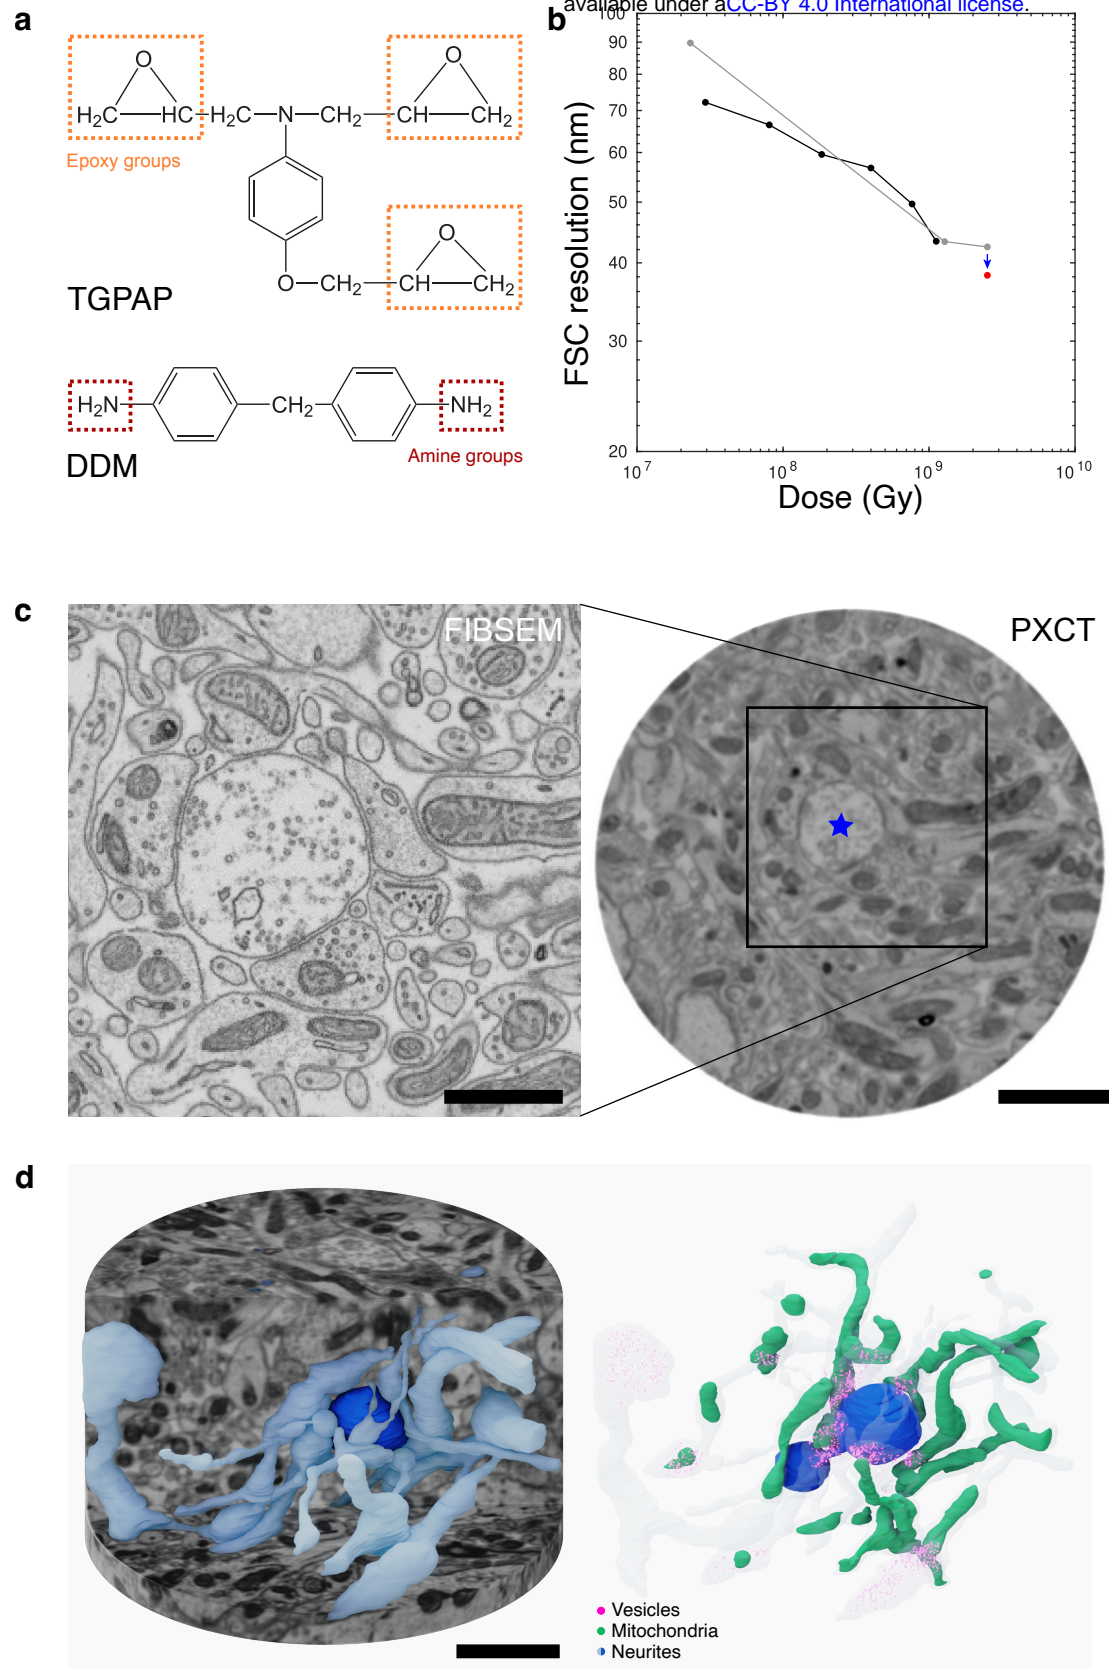 available under aCC-BY 4.0 International license.
a
O
O
H2C
HC
H2C
N
CH2
CH
CH2
Epoxy groups
O
O
CH2
CH
CH2
TGPAP
H2N
CH2
NH2
Amine groups
DDM
b
100
90
80
70
60
50
40
30
20
FSC resolution (nm)
10^7
10^8
10^9
10^10
Dose (Gy)
c
FIBSEM
PXCT
d
Vesicles
Mitochondria
Neurites